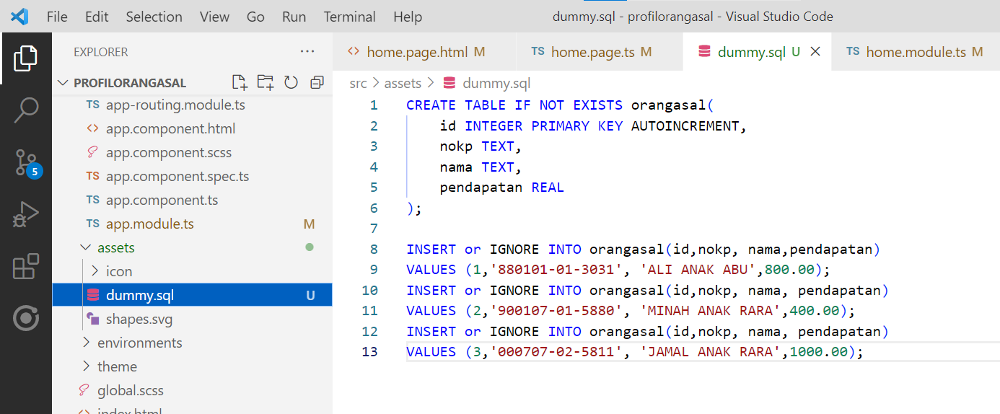 File Edit Selection View Go Run Terminal Help dummy.sql - profilorangasal - Visual Studio Code
EXPLORER ...
PROFILORANGASAL
TS app-routing.module.ts
<> app.component.html
app.component.scss
TS app.component.spec.ts
TS app.component.ts
TS app.module.ts M
assets
icon
dummy.sql U
shapes.svg
environments
theme
global.scss
<> index.html
5
<> home.page.html M TS home.page.ts M dummy.sql U TS home.module.ts M
src > assets > dummy.sql
1 CREATE TABLE IF NOT EXISTS orangasal(
2 id INTEGER PRIMARY KEY AUTOINCREMENT,
3 nokp TEXT,
4 nama TEXT,
5 pendapatan REAL
6 );
7
8 INSERT or IGNORE INTO orangasal(id,nokp, nama,pendapatan)
9 VALUES (1,'880101-01-3031', 'ALI ANAK ABU',800.00);
10 INSERT or IGNORE INTO orangasal(id,nokp, nama, pendapatan)
11 VALUES (2,'900107-01-5880', 'MINAH ANAK RARA',400.00);
12 INSERT or IGNORE INTO orangasal(id,nokp, nama, pendapatan)
13 VALUES (3,'000707-02-5811', 'JAMAL ANAK RARA',1000.00);